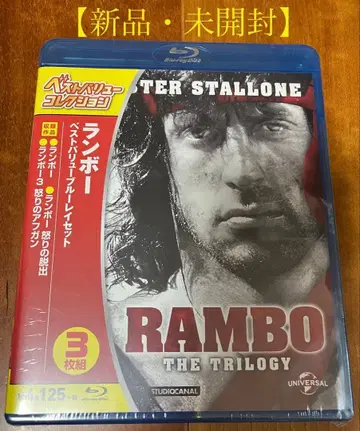 【新品・未開封】
Blu-ray Disc
ベストバリュー
コレクション
STER STALLONE
ランボー
ベストバリューブルーレイセット
収録作品
●ランボー
●ランボー 怒りの脱出
●ランボー3 怒りのアフガン
3枚組
RAMBO
THE TRILOGY
STUDIOCANAL
UNIVERSAL
125